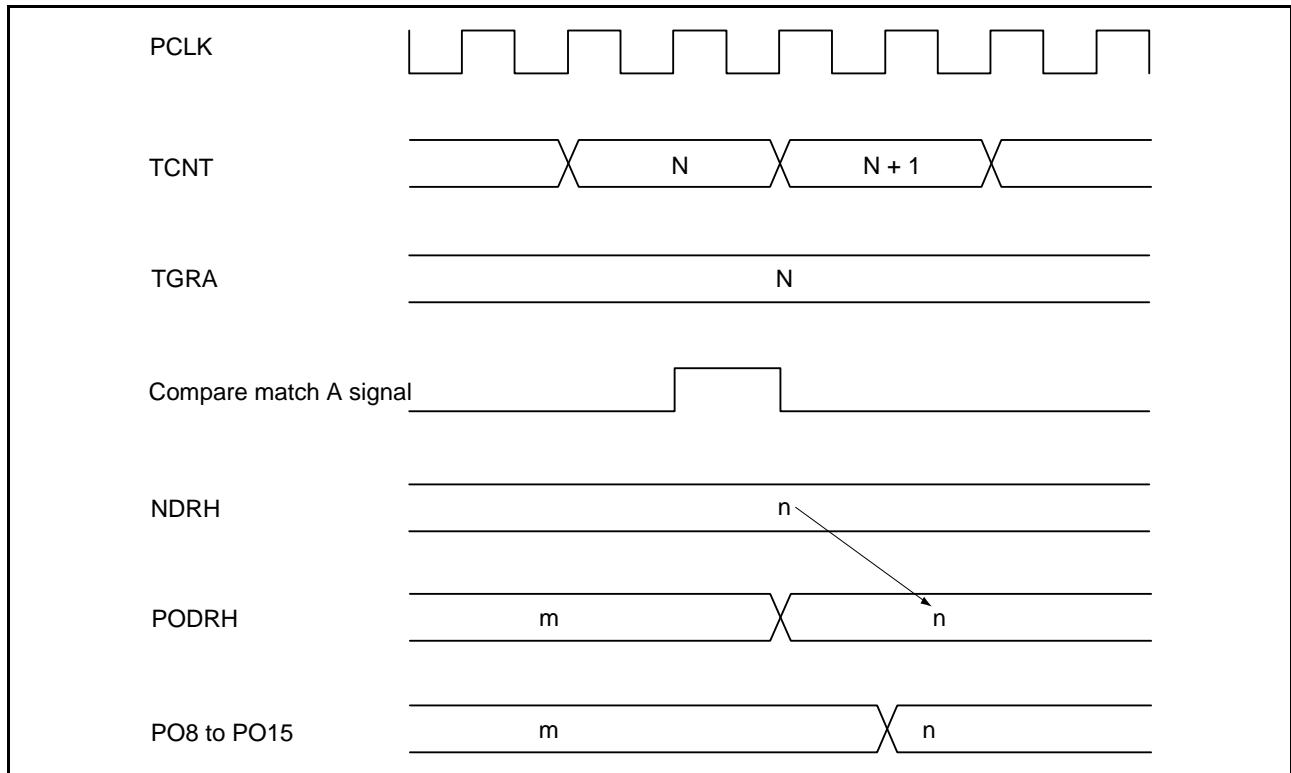 PCLK
TCNT N N + 1
TGRA N
Compare match A signal
NDRH n
PODRH m n
PO8 to PO15 m n